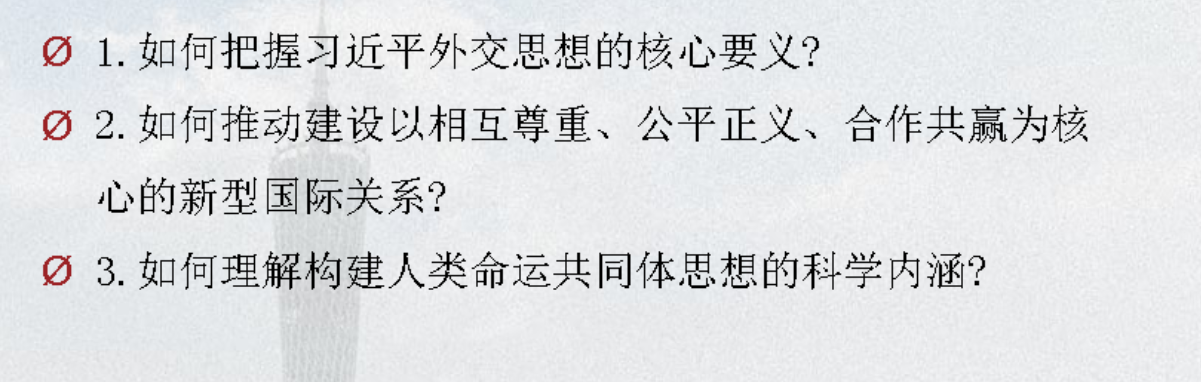 Ø 1.如何把握习近平外交思想的核心要义?
Ø 2.如何推动建设以相互尊重、公平正义、合作共赢为核
心的新型国际关系?
Ø 3.如何理解构建人类命运共同体思想的科学内涵?